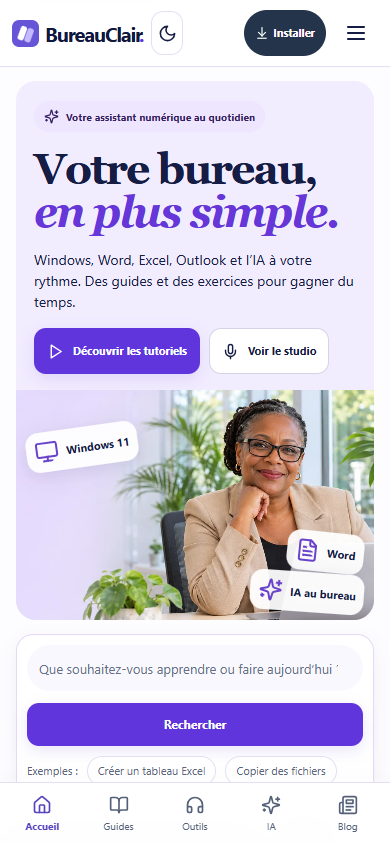 BureauClair.
Installer
Votre assistant numérique au quotidien
Votre bureau,
en plus simple.
Windows, Word, Excel, Outlook et l'IA à votre
rythme. Des guides et des exercices pour gagner du
temps.
Découvrir les tutoriels
Voir le studio
Windows 11
Word
IA au bureau
Que souhaitez-vous apprendre ou faire aujourd'hui ?
Rechercher
Exemples :
Créer un tableau Excel
Copier des fichiers
Accueil
Guides
Outils
IA
Blog